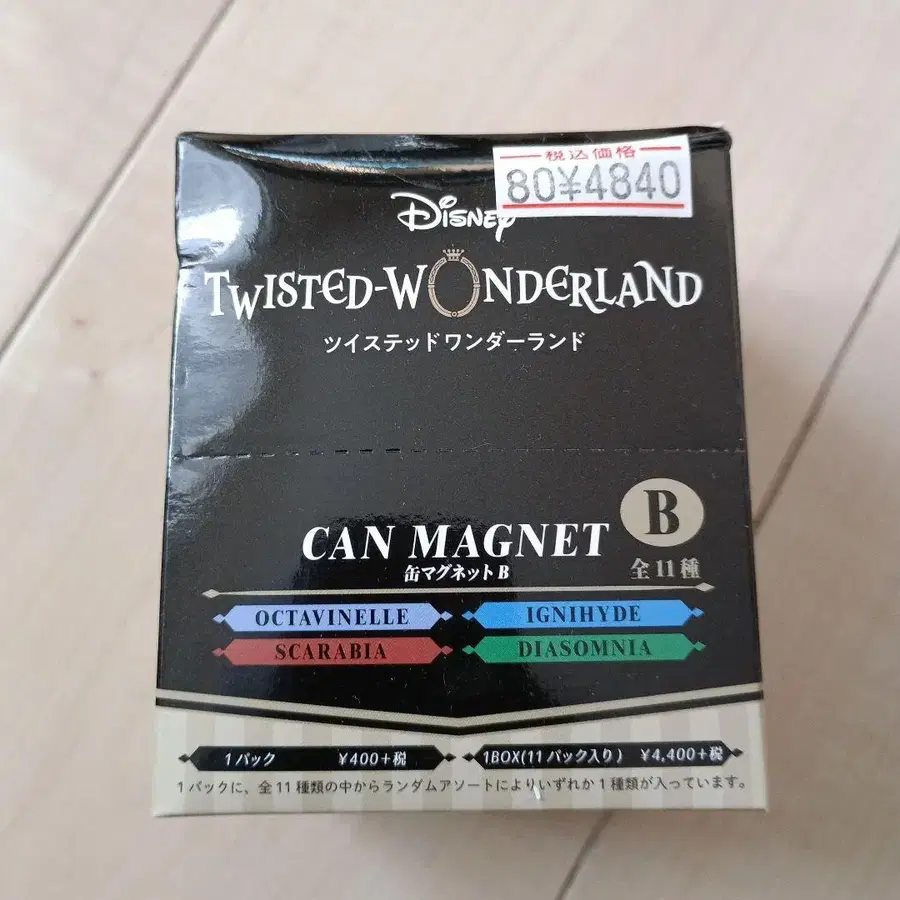 税込価格
80¥4840
Disney
TWISTED-WONDERLAND
ツイステッドワンダーランド
B
CAN MAGNET
缶マグネットB
全11種
OCTAVINELLE
IGNIHYDE
SCARABIA
DIASOMNIA
1パック ¥400+税
1BOX(11パック入り) ¥4,400+税
1パックに、全11種類の中からランダムアソートによりいずれか1種類が入っています。